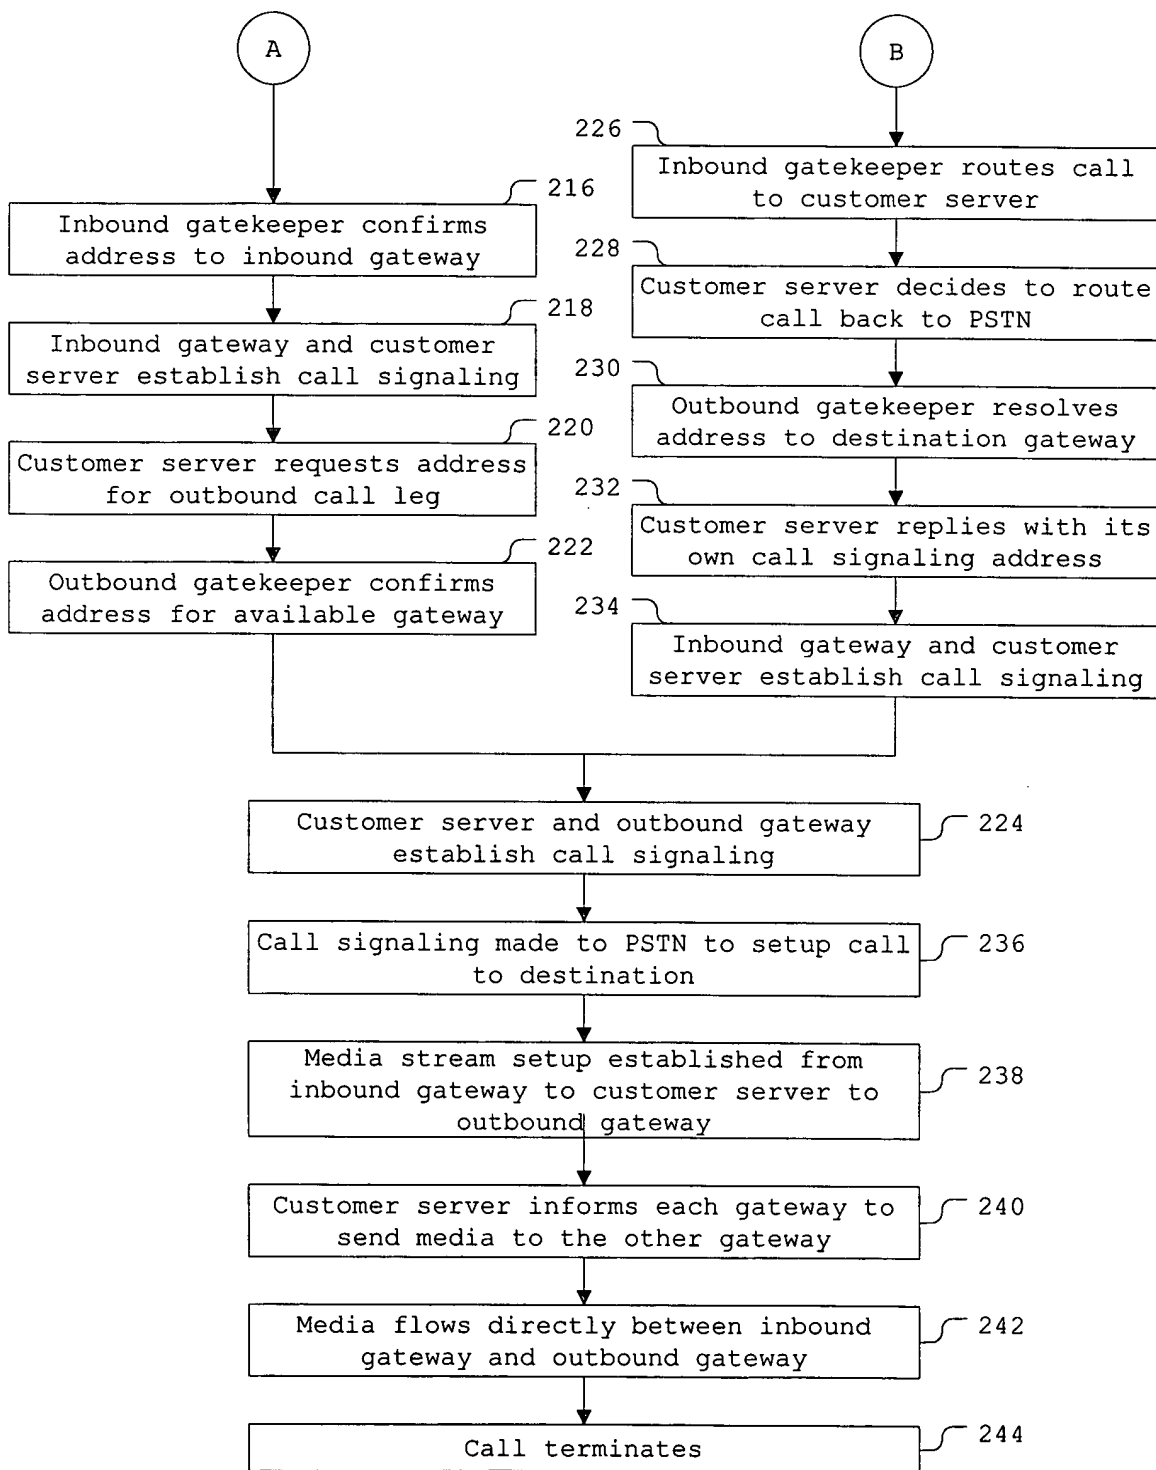 A
216
Inbound gatekeeper confirms
address to inbound gateway
218
Inbound gateway and customer
server establish call signaling
220
Customer server requests address
for outbound call leg
222
Outbound gatekeeper confirms
address for available gateway
B
226
Inbound gatekeeper routes call
to customer server
228
Customer server decides to route
call back to PSTN
230
Outbound gatekeeper resolves
address to destination gateway
232
Customer server replies with its
own call signaling address
234
Inbound gateway and customer
server establish call signaling
Customer server and outbound gateway
establish call signaling
224
Call signaling made to PSTN to setup call
to destination
236
Media stream setup established from
inbound gateway to customer server to
outbound gateway
238
Customer server informs each gateway to
send media to the other gateway
240
Media flows directly between inbound
gateway and outbound gateway
242
Call terminates
244